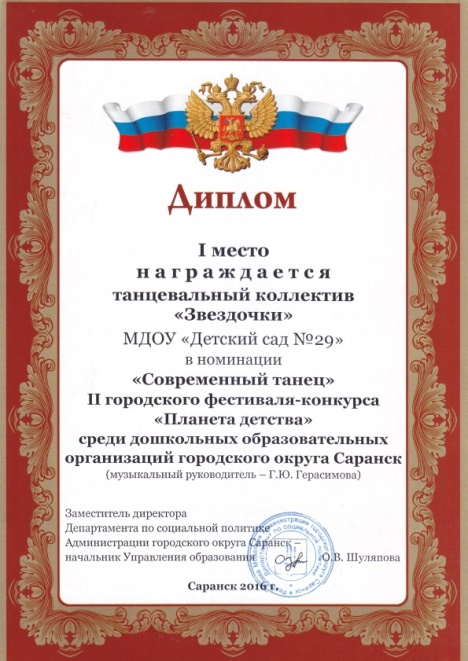 Диплом
I место
награждается
танцевальный коллектив
«Звездочки»
МДОУ «Детский сад №29»
в номинации
«Современный танец»
II городского фестиваля-конкурса
«Планета детства»
среди дошкольных образовательных
организаций городского округа Саранск
(музыкальный руководитель – Г.Ю. Герасимова)
Заместитель директора
Департамента по социальной политике
Администрации городского округа Саранск –
начальник Управления образования О.В. Шуляпова
Саранск 2016 г.